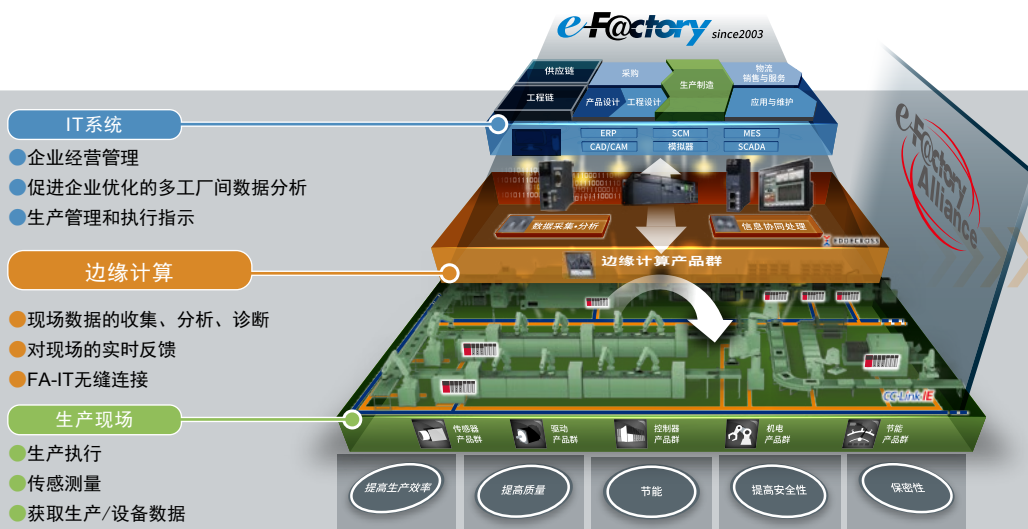 e-F@ctory since2003
供应链
采购
生产制造
物流
销售与服务
工程链
产品设计
工程设计
应用与维护
IT系统
企业经营管理
促进企业优化的多工厂间数据分析
生产管理和执行指示
ERP
SCM
MES
CAD/CAM
模拟器
SCADA
e-F@ctory
Alliance
数据采集·分析
信息协同处理
EDGECROSS
边缘计算产品群
边缘计算
现场数据的收集、分析、诊断
对现场的实时反馈
FA-IT无缝连接
CC-Link IE
生产现场
生产执行
传感测量
获取生产/设备数据
传感器
产品群
驱动
产品群
控制器
产品群
机电
产品群
节能
产品群
提高生产效率
提高质量
节能
提高安全性
保密性